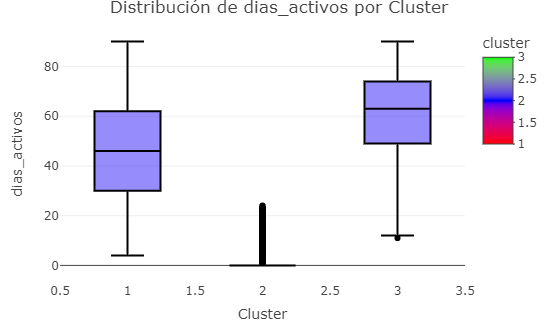 Distribución de dias_activos por Cluster
cluster
3
2.5
2
1.5
1
80
60
40
20
0
dias_activos
0.5 1 1.5 2 2.5 3 3.5
Cluster